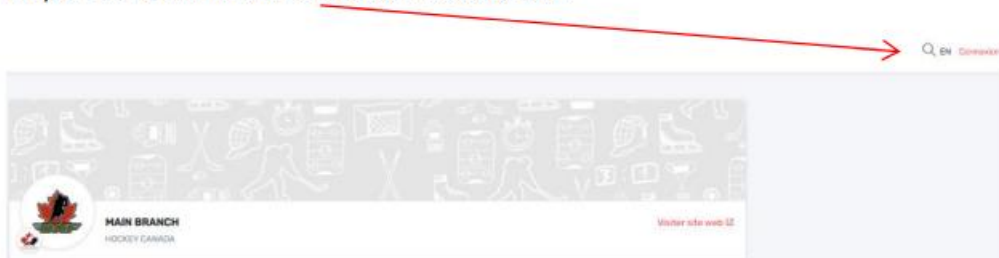 EN Connexion
MAIN BRANCH
Visiter site web
HOCKEY CANADA